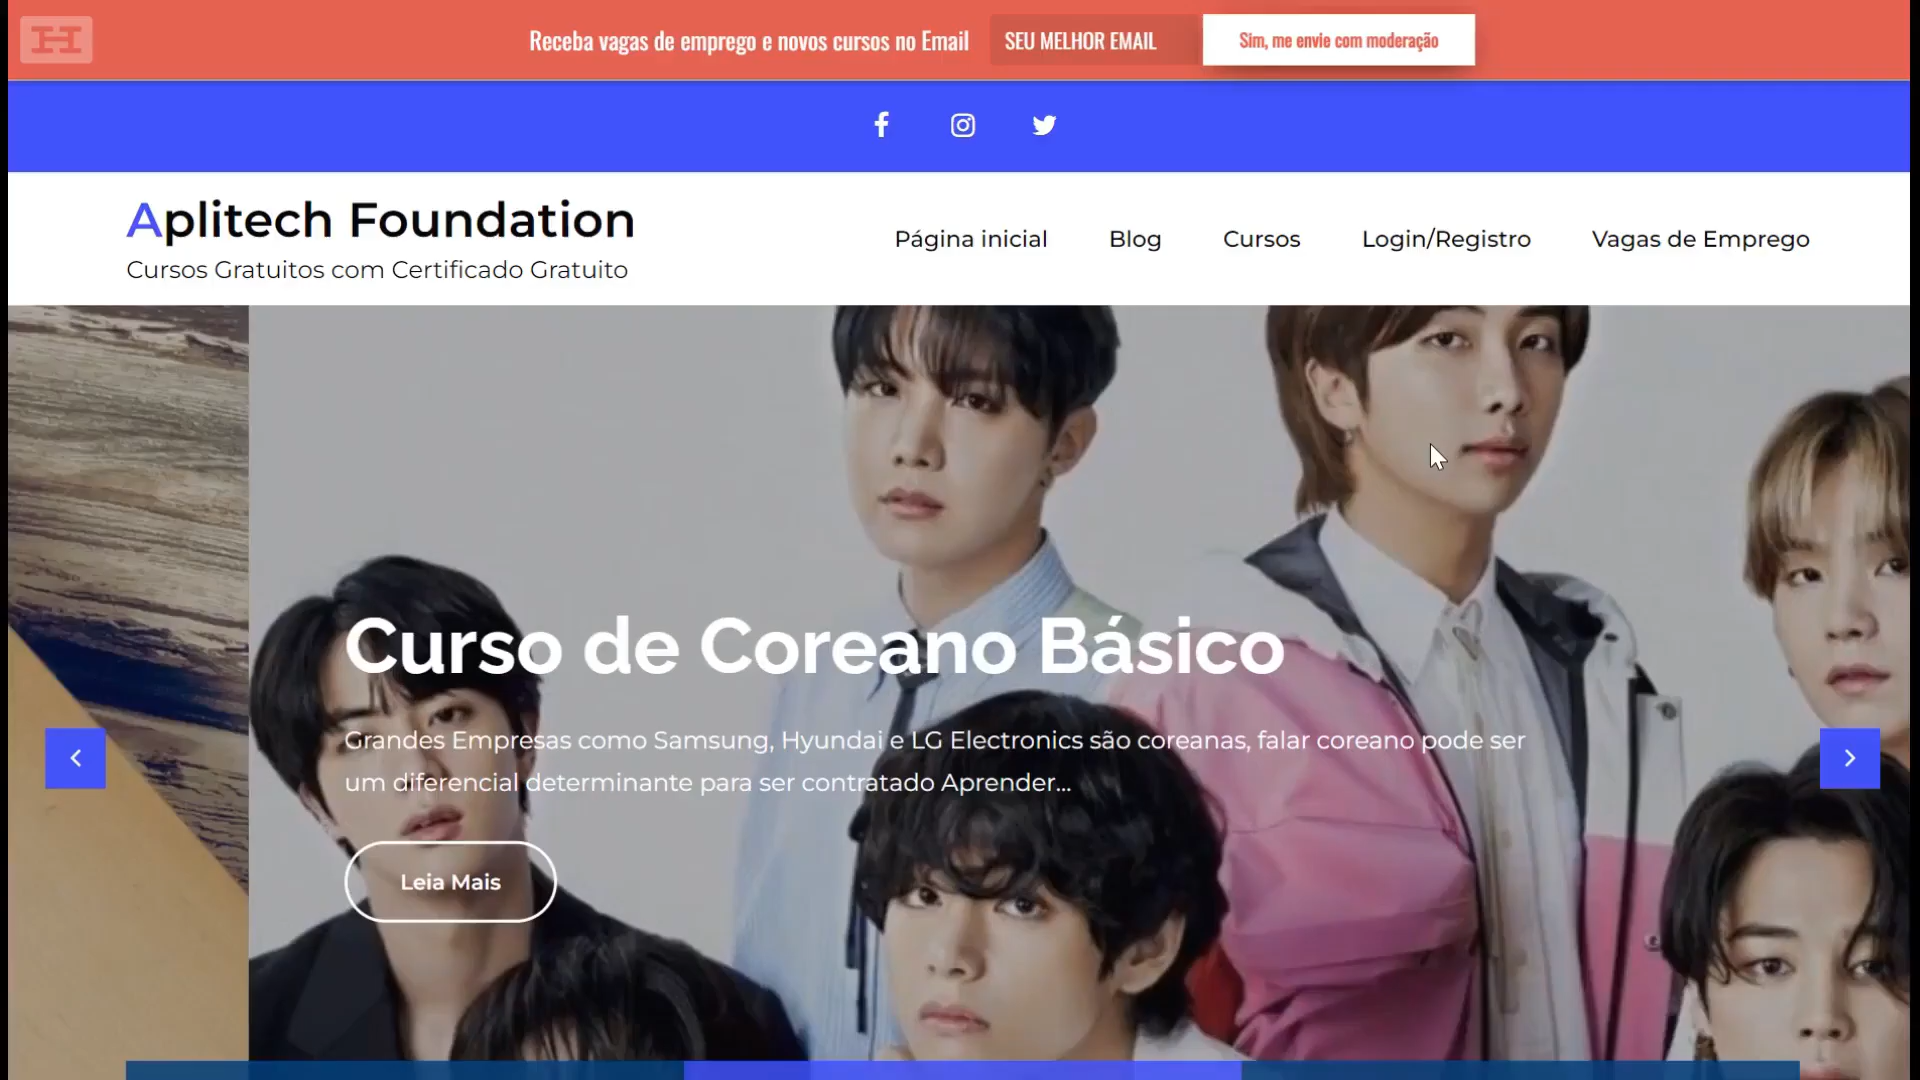 Receba vagas de emprego e novos cursos no Email
SEU MELHOR EMAIL
Sim, me envie com moderação
Aplitech Foundation
Cursos Gratuitos com Certificado Gratuito
Página inicial
Blog
Cursos
Login/Registro
Vagas de Emprego
Curso de Coreano Básico
Grandes Empresas como Samsung, Hyundai e LG Electronics são coreanas, falar coreano pode ser
um diferencial determinante para ser contratado Aprender...
Leia Mais